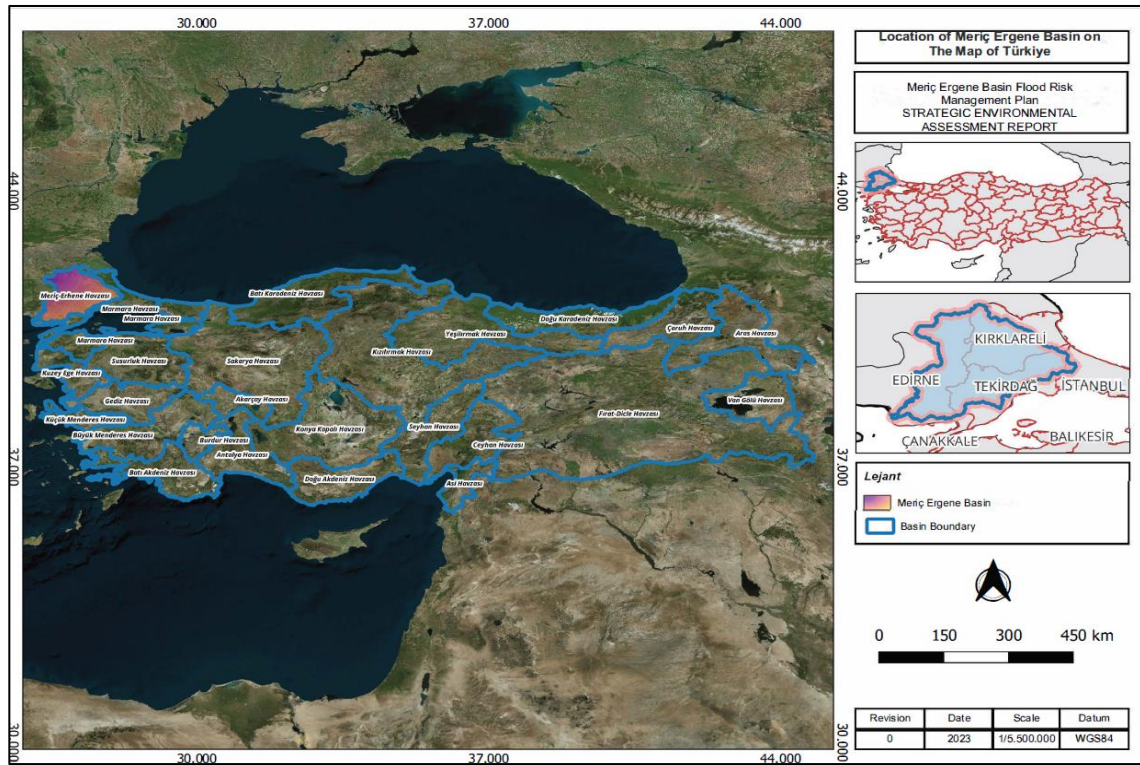 30.000
37.000
44.000
44.000
37.000
30.000
Meriç-Erhene Havzası
Marmara Havzası
Marmara Havzası
Marmara Havzası
Susurluk Havzası
Kuzey Ege Havzası
Gediz Havzası
Küçük Menderes Havzası
Büyük Menderes Havzası
Batı Akdeniz Havzası
Batı Karadeniz Havzası
Sakarya Havzası
Akarçay Havzası
Burdur Havzası
Antalya Havzası
Konya Kapalı Havzası
Doğu Akdeniz Havzası
Kızılırmak Havzası
Yeşilırmak Havzası
Doğu Karadeniz Havzası
Çoruh Havzası
Aras Havzası
Van Gölü Havzası
Fırat-Dicle Havzası
Seyhan Havzası
Ceyhan Havzası
Asi Havzası
44.000
37.000
30.000
30.000
37.000
44.000
Location of Meriç Ergene Basin on
The Map of Türkiye
Meriç Ergene Basin Flood Risk
Management Plan
STRATEGIC ENVIRONMENTAL
ASSESSMENT REPORT
KIRKLARELİ
EDİRNE
TEKİRDAĞ
İSTANBUL
ÇANAKKALE
BALIKESİR
Lejant
Meriç Ergene Basin
Basin Boundary
0 150 300 450 km
Revision Date Scale Datum
0 2023 1/5.500.000 WGS84